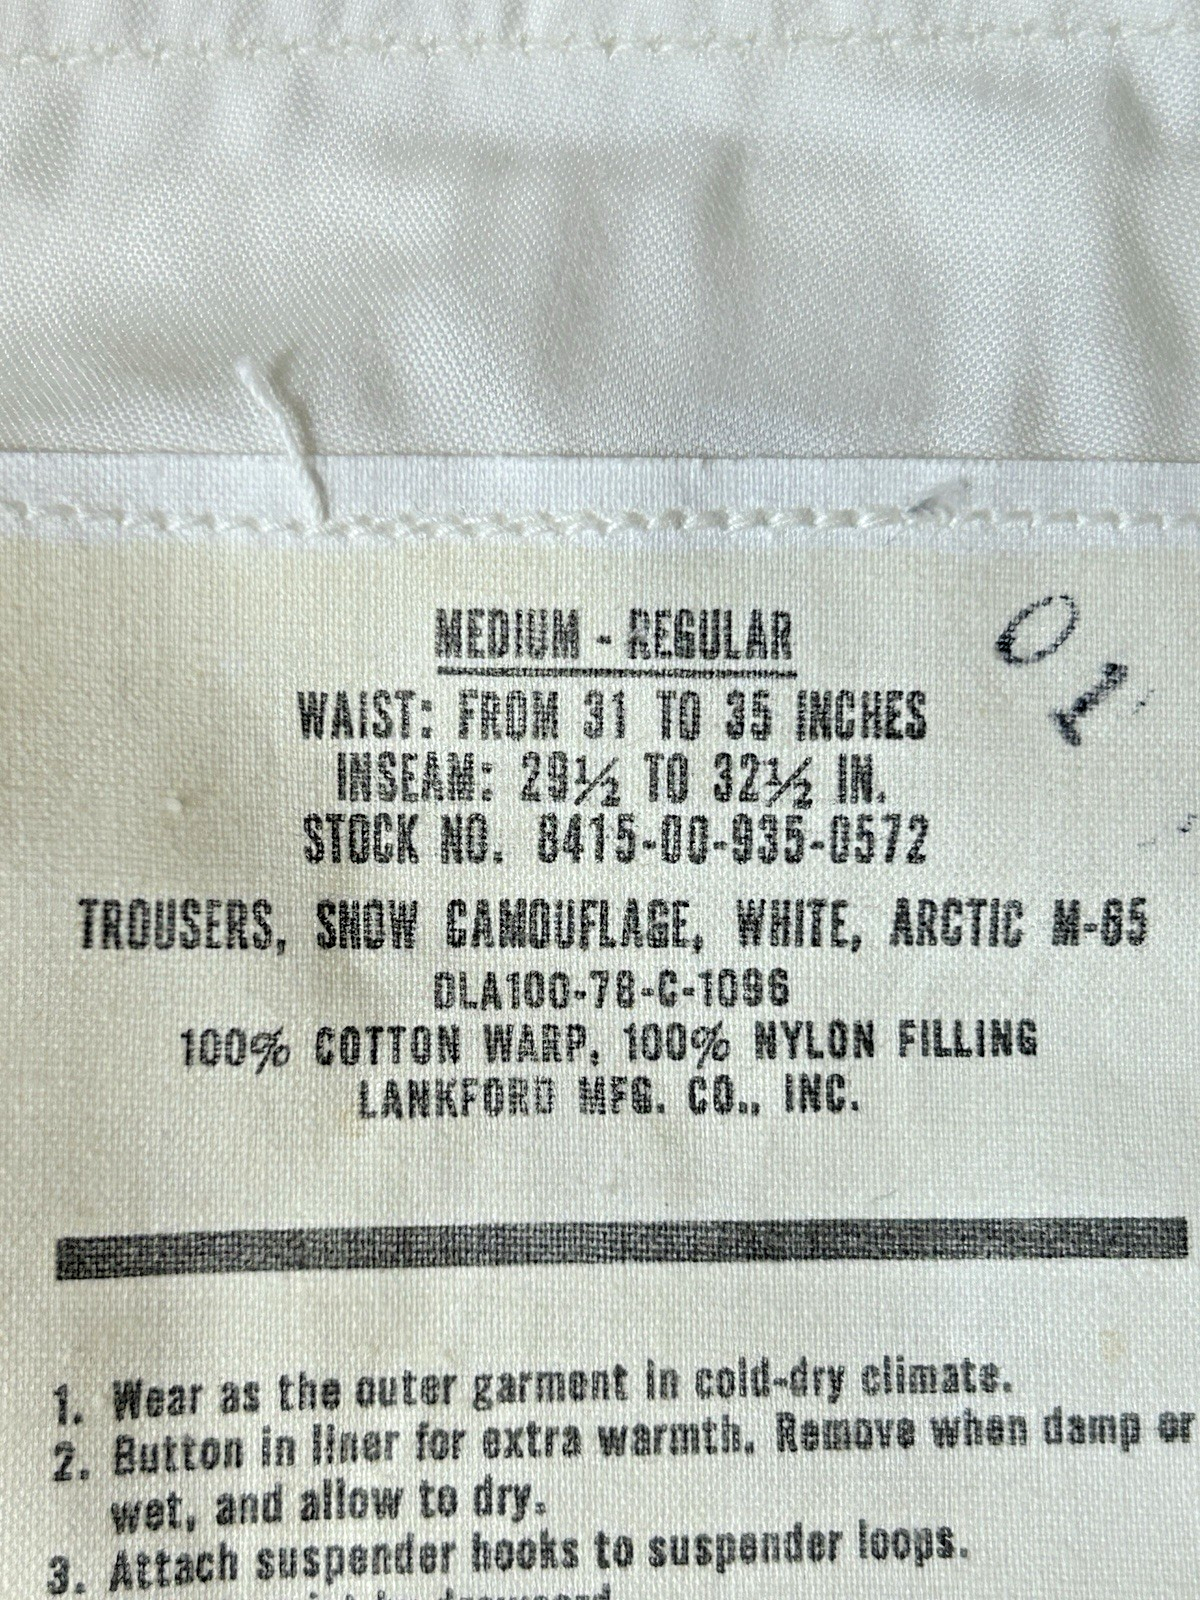 MEDIUM - REGULAR
WAIST: FROM 31 TO 35 INCHES
INSEAM: 29½ TO 32½ IN.
STOCK NO. 8415-00-935-0572
TROUSERS, SNOW CAMOUFLAGE, WHITE, ARCTIC M-65
DLA100-78-C-1096
100% COTTON WARP, 100% NYLON FILLING
LANKFORD MFG. CO., INC.
1. Wear as the outer garment in cold-dry climate.
2. Button in liner for extra warmth. Remove when damp or
wet, and allow to dry.
3. Attach suspender hooks to suspender loops.